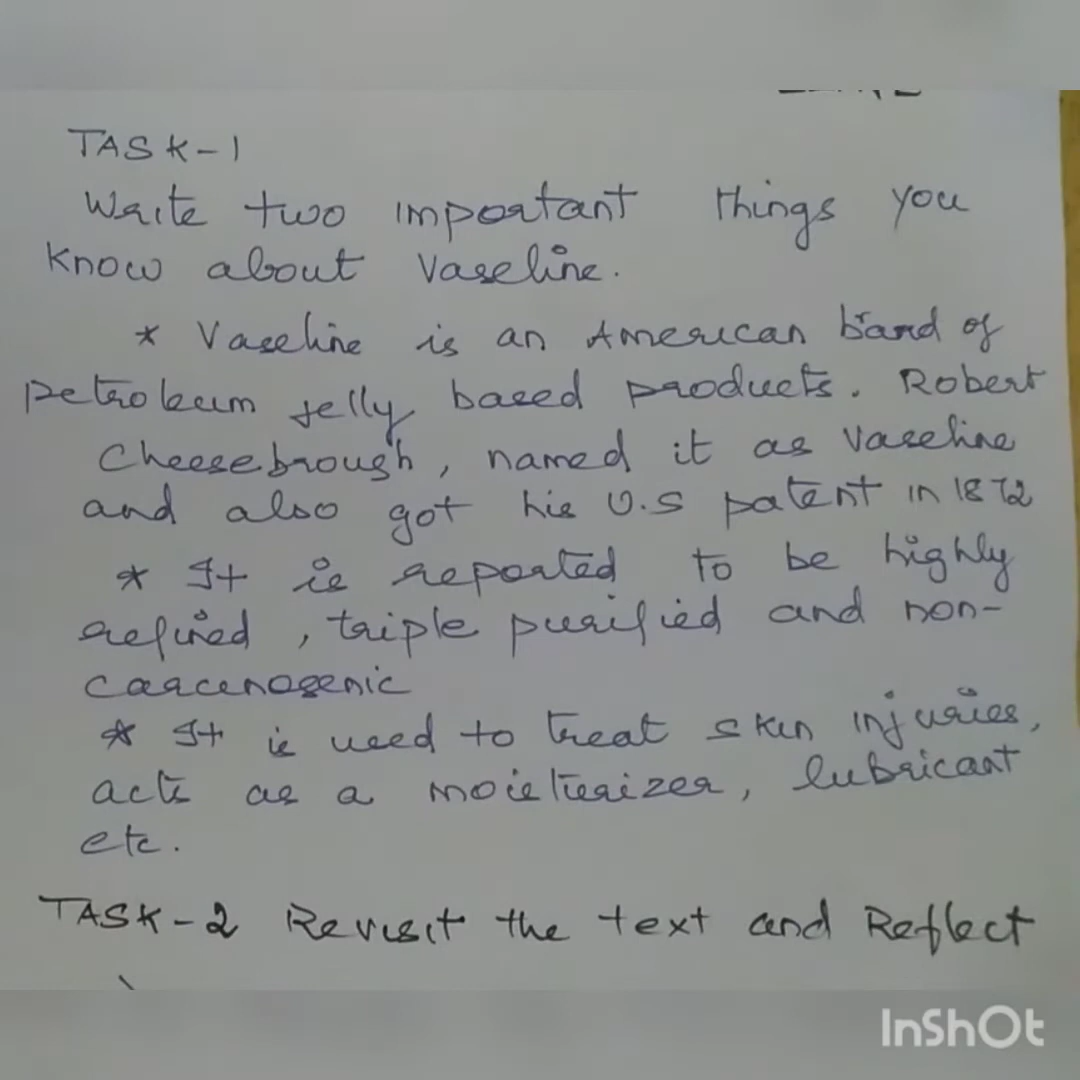 TASK-1
Write two important things you
know about Vaseline.
* Vaseline is an American brand of
petroleum jelly based products. Robert
Cheesebrough, named it as Vaseline
and also got his U.S patent in 1872
* It is reported to be highly
refined, triple purified and non-
carcenogenic
* It is used to treat skin injuries,
acts as a moisturizer, lubricant
etc.
TASK-2 Revisit the text and Reflect
InShOt